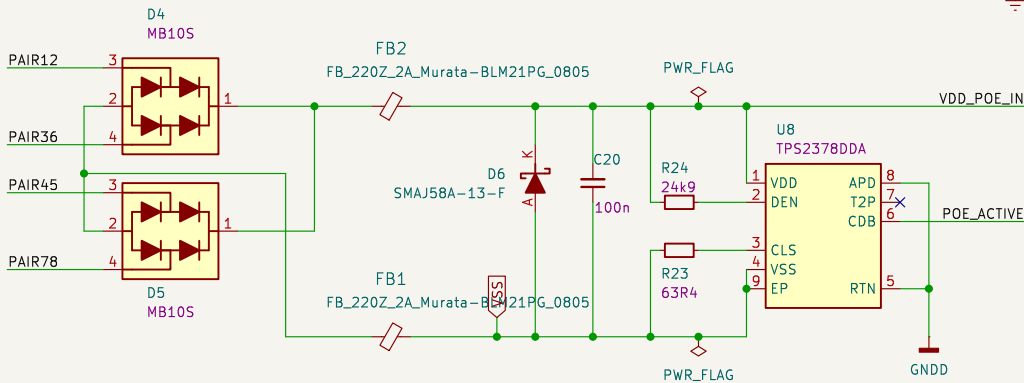 D4
MB10S
PAIR12
3
2
1
PAIR36
4
PAIR45
3
2
1
PAIR78
4
D5
MB10S
FB2
FB_220Z_2A_Murata-BLM21PG_0805
FB1
FB_220Z_2A_Murata-BLM21PG_0805
VSS
K
D6
SMAJ58A-13-F
A
C20
100n
PWR_FLAG
R24
24k9
R23
63R4
PWR_FLAG
VDD_POE_IN
U8
TPS2378DDA
1 VDD APD 8
2 DEN T2P 7
CDB 6
POE_ACTIVE
3 CLS
4 VSS
9 EP RTN 5
GNDD